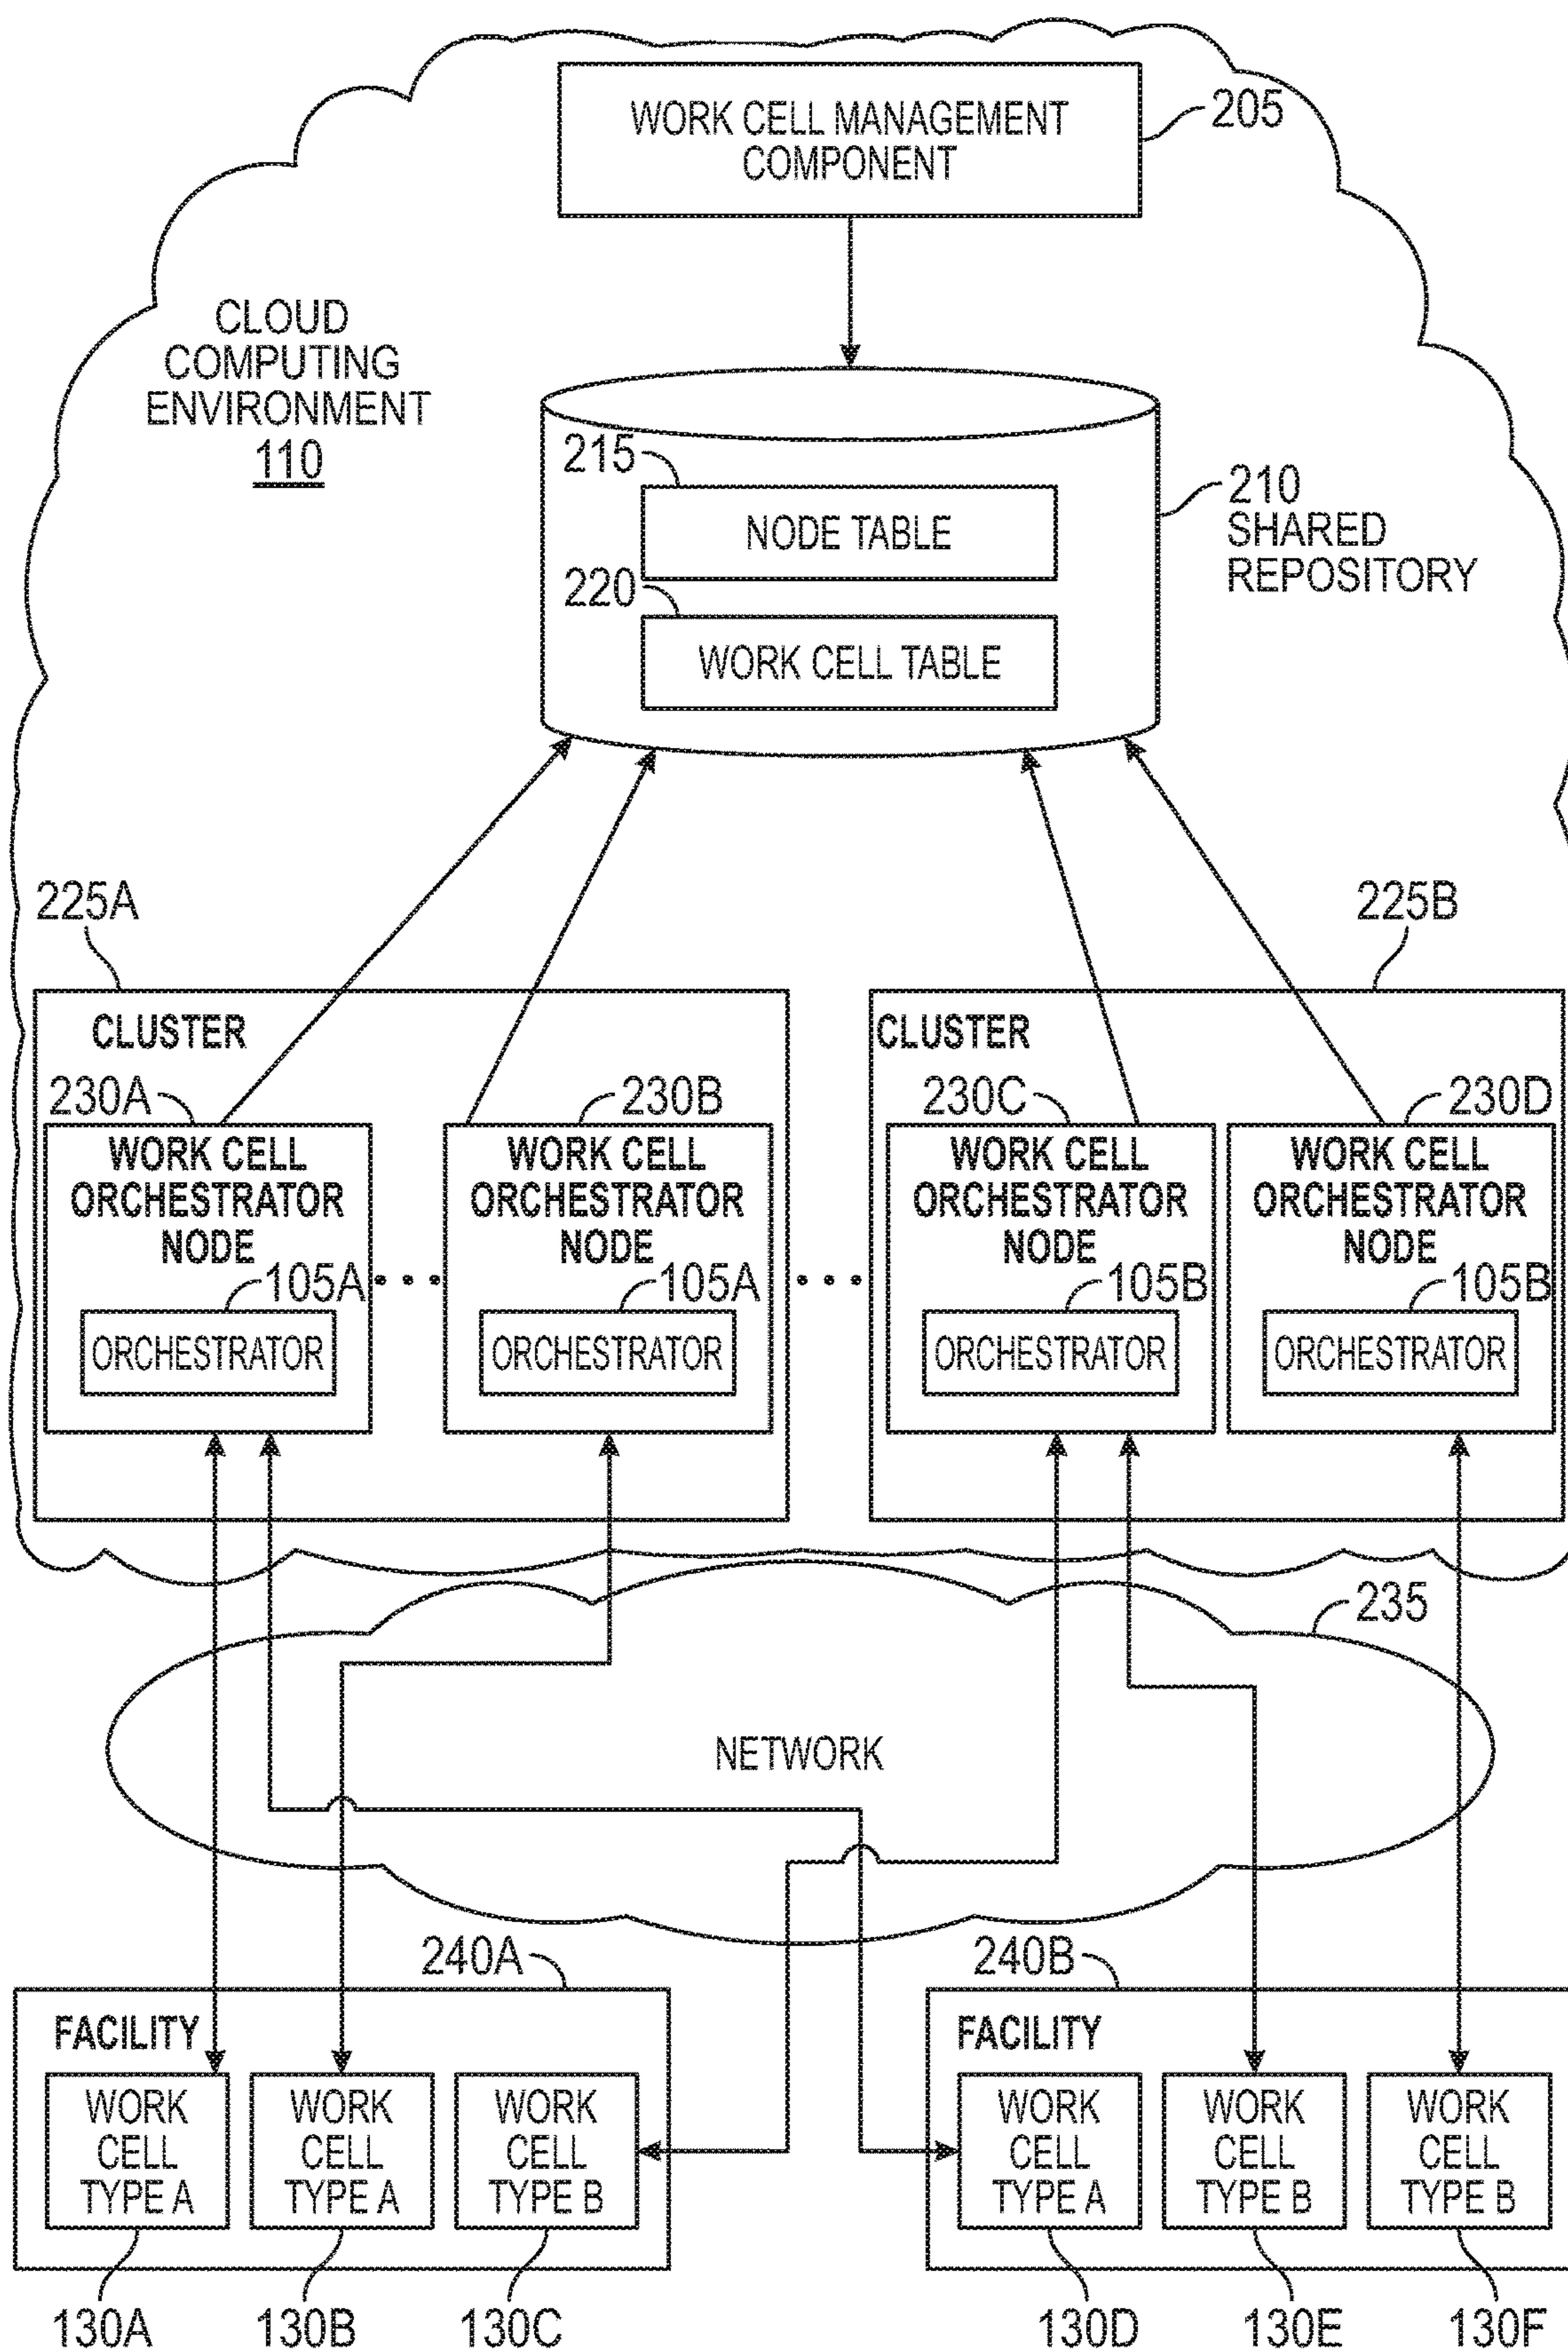 WORK CELL MANAGEMENT
COMPONENT
205
CLOUD
COMPUTING
ENVIRONMENT
110
215
NODE TABLE
220
WORK CELL TABLE
210
SHARED
REPOSITORY
225A
225B
CLUSTER
CLUSTER
230A
230B
230C
230D
WORK CELL
ORCHESTRATOR
NODE
WORK CELL
ORCHESTRATOR
NODE
WORK CELL
ORCHESTRATOR
NODE
WORK CELL
ORCHESTRATOR
NODE
105A
105A
105B
105B
ORCHESTRATOR
ORCHESTRATOR
ORCHESTRATOR
ORCHESTRATOR
235
NETWORK
240A
240B
FACILITY
FACILITY
WORK
CELL
TYPE A
WORK
CELL
TYPE A
WORK
CELL
TYPE B
WORK
CELL
TYPE A
WORK
CELL
TYPE B
WORK
CELL
TYPE B
130A
130B
130C
130D
130E
130F